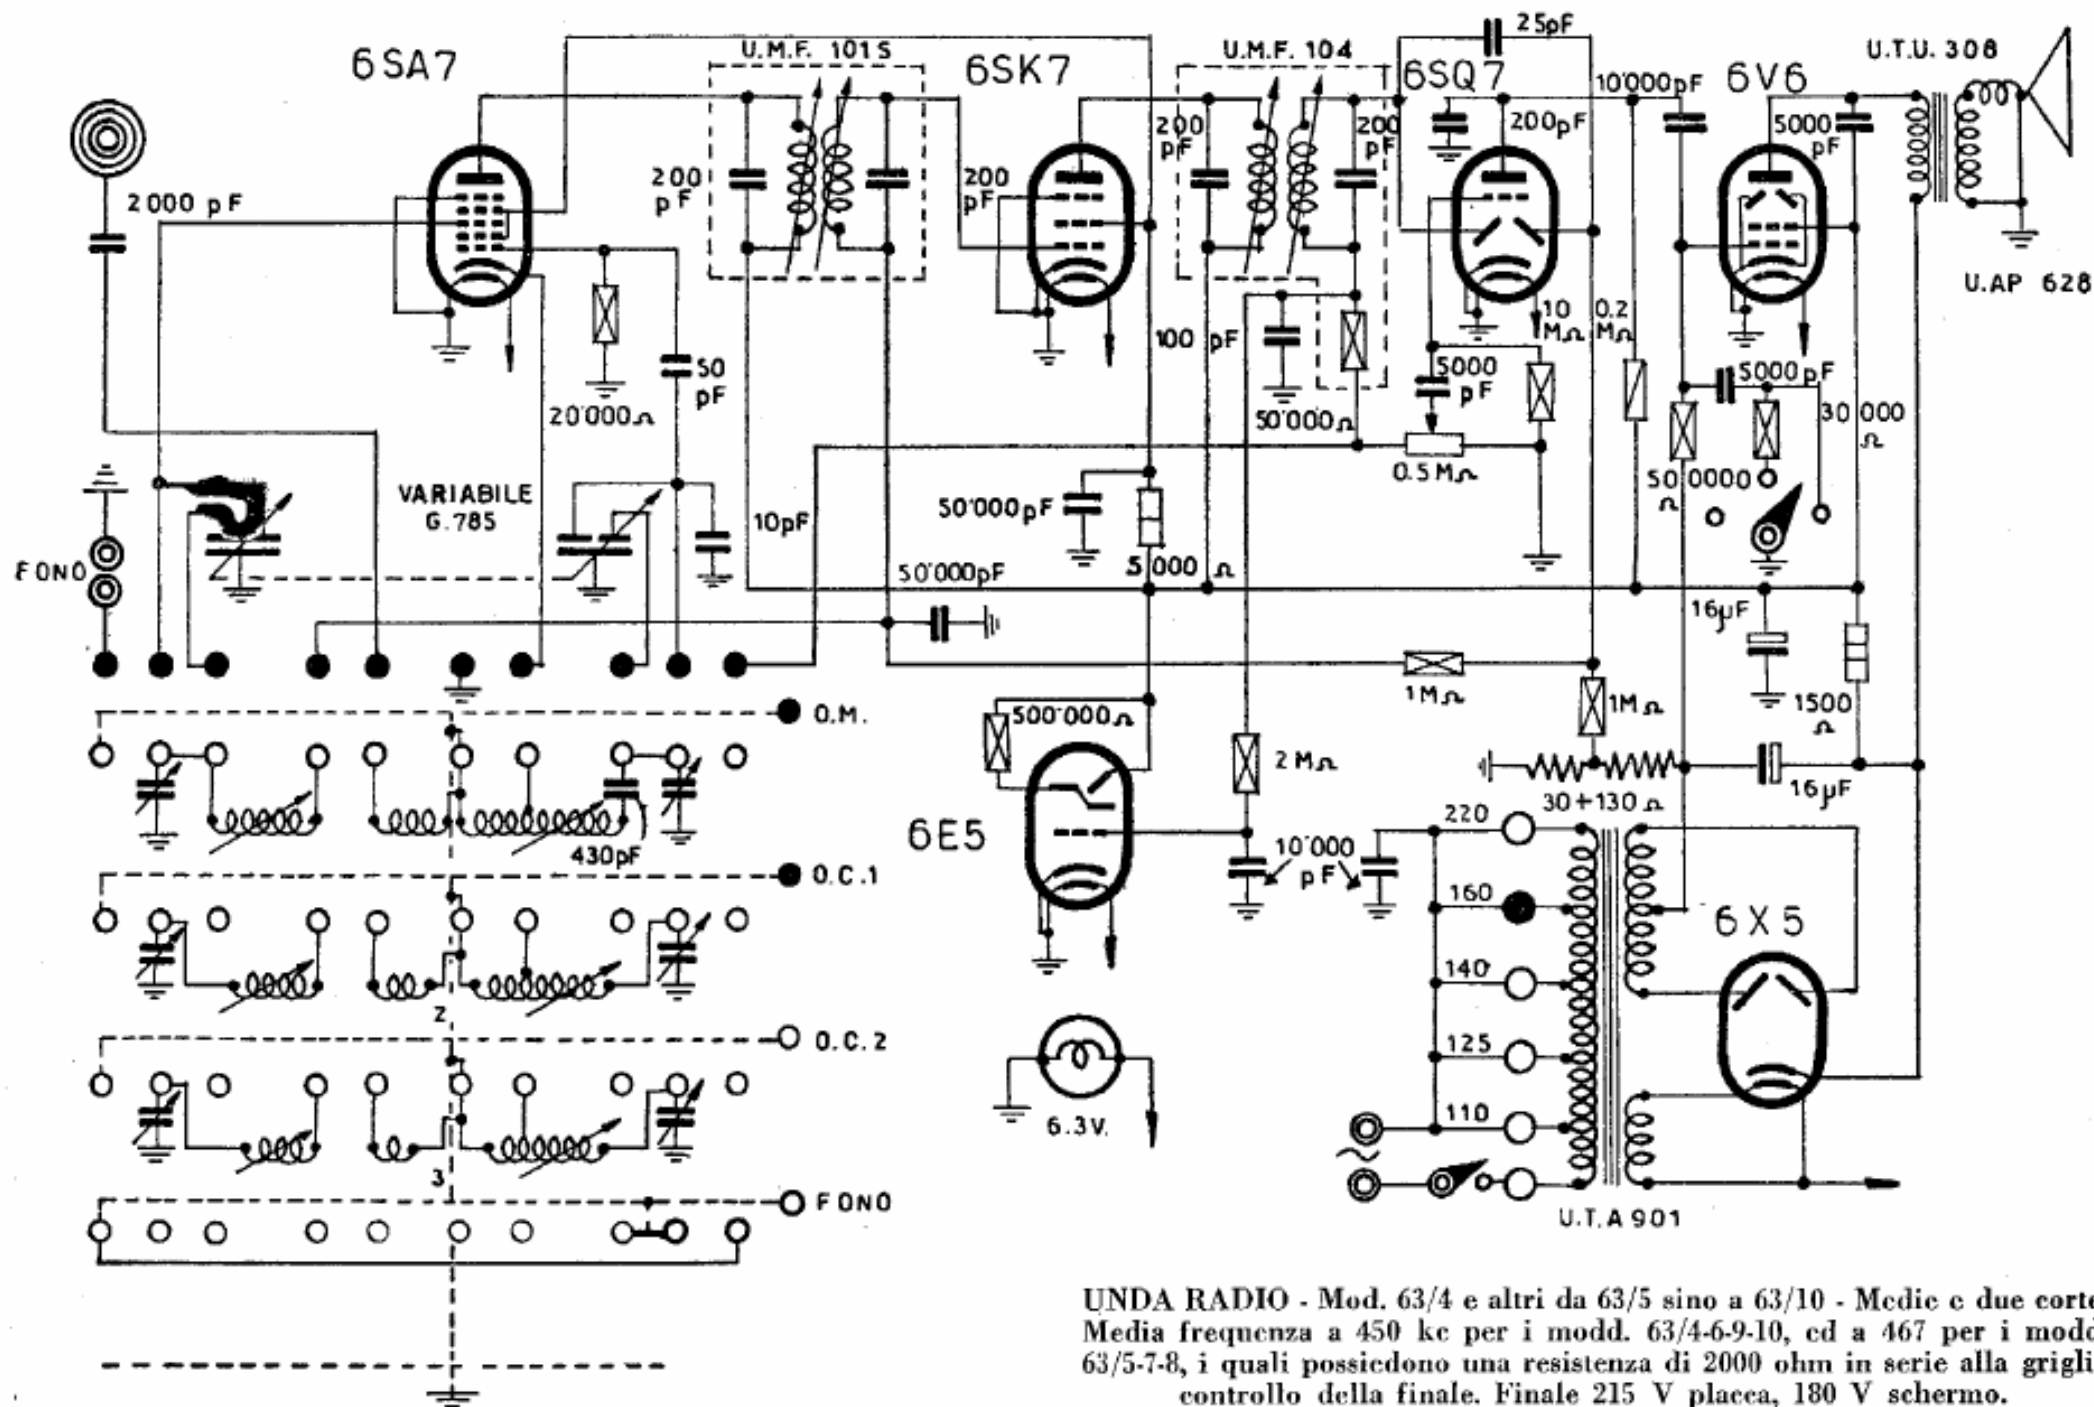 6SA7
U.M.F. 101S
6SK7
U.M.F. 104
25pF
6SQ7
10'000pF
6V6
U.T.U. 308
2000 pF
200 pF
200 pF
200 pF
200 pF
200pF
5000 pF
U.AP 628
100 pF
10 MΩ
0.2 MΩ
50 pF
20'000Ω
50'000Ω
5000 pF
5000 pF
30 000 Ω
0.5MΩ
50 0000 Ω
VARIABILE
G.785
10pF
50'000pF
FONO
50'000pF
5 000 Ω
16µF
1MΩ
1MΩ
1500 Ω
O.M.
500'000Ω
2 MΩ
30+130Ω
16µF
430pF
6E5
10'000 pF
220
160
140
125
110
6X5
O.C.1
2
O.C.2
3
6.3V.
FONO
U.T.A901
UNDA RADIO - Mod. 63/4 e altri da 63/5 sino a 63/10 - Medie e due corte
Media frequenza a 450 kc per i modd. 63/4-6-9-10, ed a 467 per i modd
63/5-7-8, i quali possiedono una resistenza di 2000 ohm in serie alla grigli
controllo della finale. Finale 215 V placca, 180 V schermo.